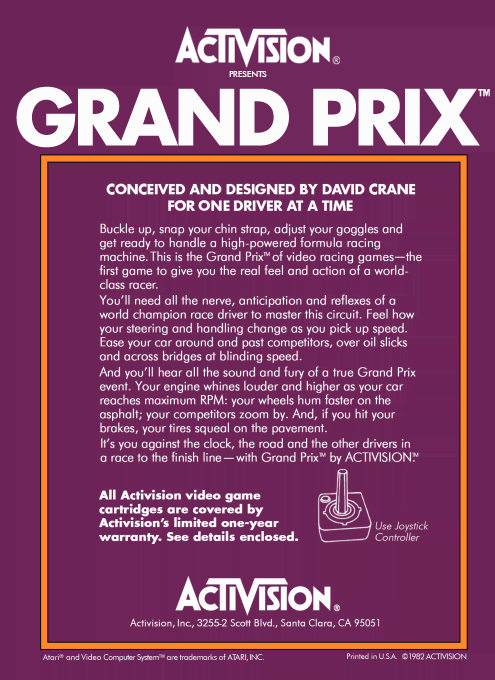 ACTIVISION®
PRESENTS
GRAND PRIX™
CONCEIVED AND DESIGNED BY DAVID CRANE
FOR ONE DRIVER AT A TIME
Buckle up, snap your chin strap, adjust your goggles and
get ready to handle a high-powered formula racing
machine. This is the Grand Prix™ of video racing games—the
first game to give you the real feel and action of a world-
class racer.
You'll need all the nerve, anticipation and reflexes of a
world champion race driver to master this circuit. Feel how
your steering and handling change as you pick up speed.
Ease your car around and past competitors, over oil slicks
and across bridges at blinding speed.
And you'll hear all the sound and fury of a true Grand Prix
event. Your engine whines louder and higher as your car
reaches maximum RPM: your wheels hum faster on the
asphalt; your competitors zoom by. And, if you hit your
brakes, your tires squeal on the pavement.
It's you against the clock, the road and the other drivers in
a race to the finish line—with Grand Prix™ by ACTIVISION.™
All Activision video game
cartridges are covered by
Activision's limited one-year
warranty. See details enclosed.
Use Joystick
Controller
ACTIVISION®
Activision, Inc., 3255-2 Scott Blvd., Santa Clara, CA 95051
Atari® and Video Computer System™ are trademarks of ATARI, INC.
Printed in U.S.A. ©1982 ACTIVISION